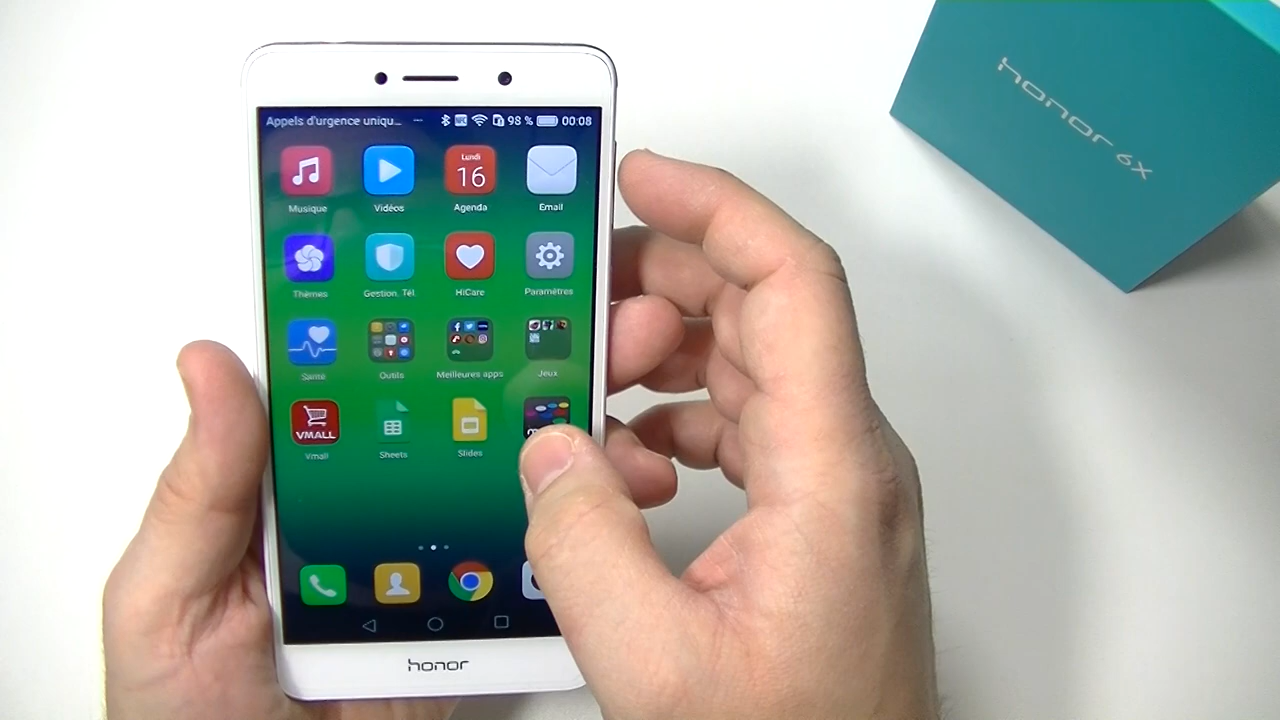 honor 6X
Appels d'urgence uniqu... 98 % 00:08
Lundi
16
Musique Vidéos Agenda Email
Thèmes Gestion. Tél. HiCare Paramètres
Santé Outils Meilleures apps Jeux
VMALL
Vmall Sheets Slides
honor